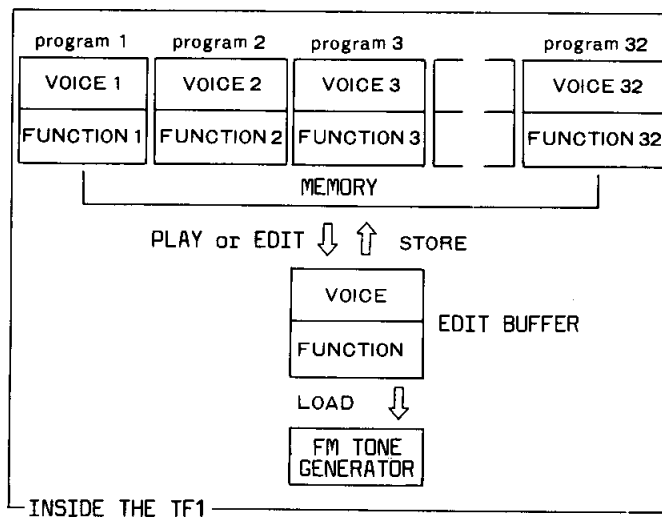 program 1 program 2 program 3 program 32
VOICE 1 VOICE 2 VOICE 3 VOICE 32
FUNCTION 1 FUNCTION 2 FUNCTION 3 FUNCTION 32
MEMORY
PLAY or EDIT STORE
VOICE
EDIT BUFFER
FUNCTION
LOAD
FM TONE
GENERATOR
INSIDE THE TF1